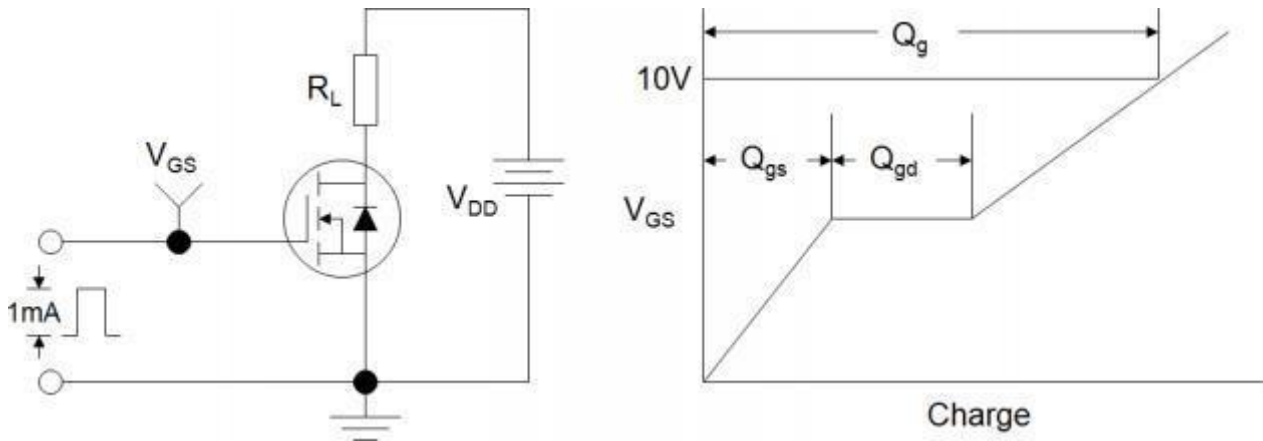 R_L
V_GS
V_DD
1mA
Q_g
10V
Q_gs
Q_gd
V_GS
Charge